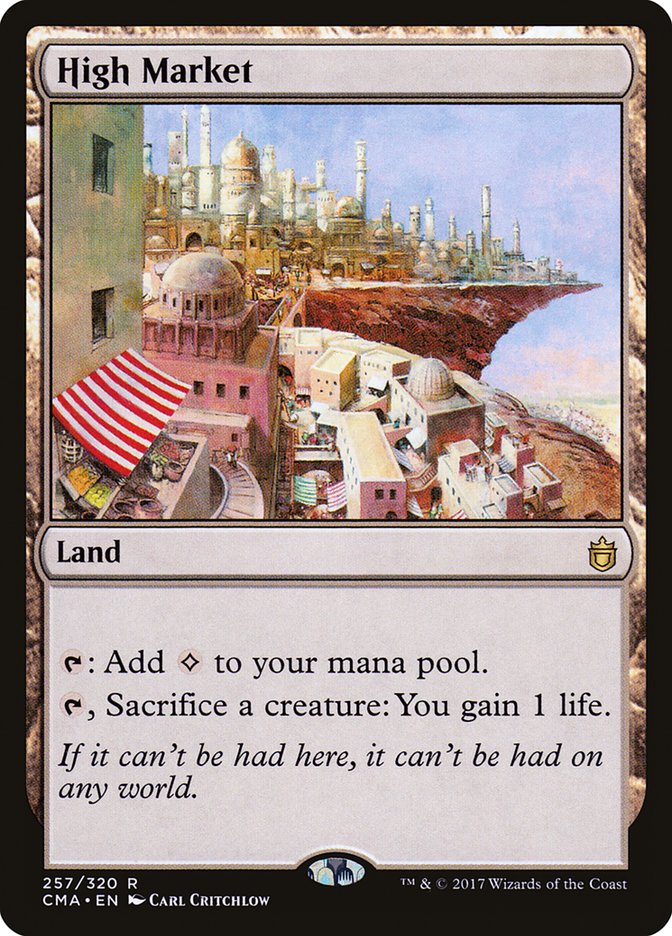 High Market
Land
: Add to your mana pool.
, Sacrifice a creature: You gain 1 life.
If it can't be had here, it can't be had on
any world.
257/320 R
CMA • EN Carl Critchlow
™ & © 2017 Wizards of the Coast